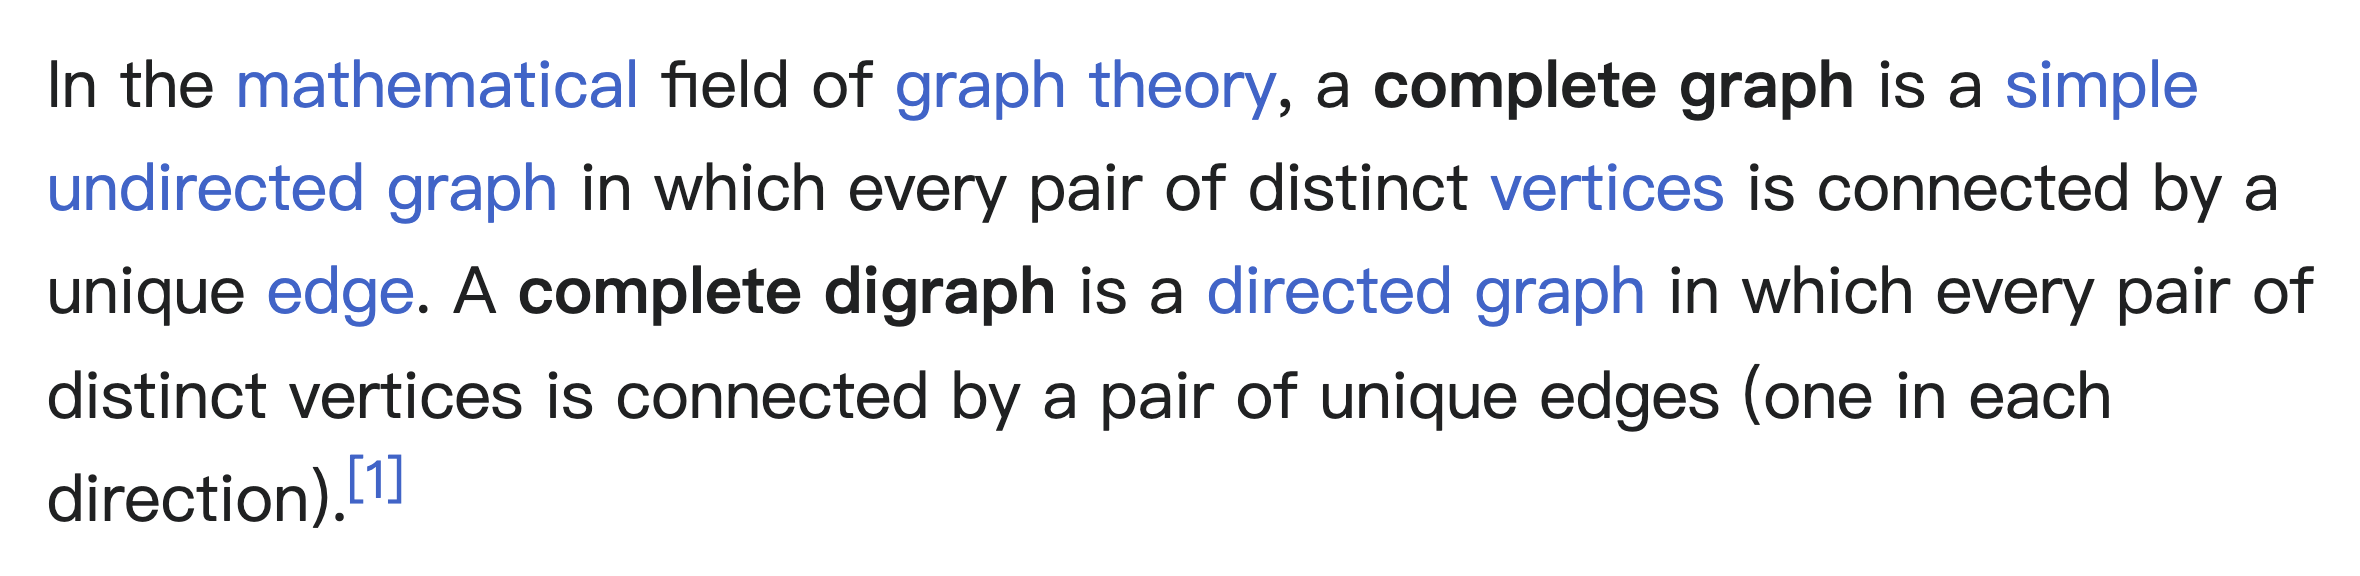 In the mathematical field of graph theory, a complete graph is a simple
undirected graph in which every pair of distinct vertices is connected by a
unique edge. A complete digraph is a directed graph in which every pair of
distinct vertices is connected by a pair of unique edges (one in each
direction).[1]